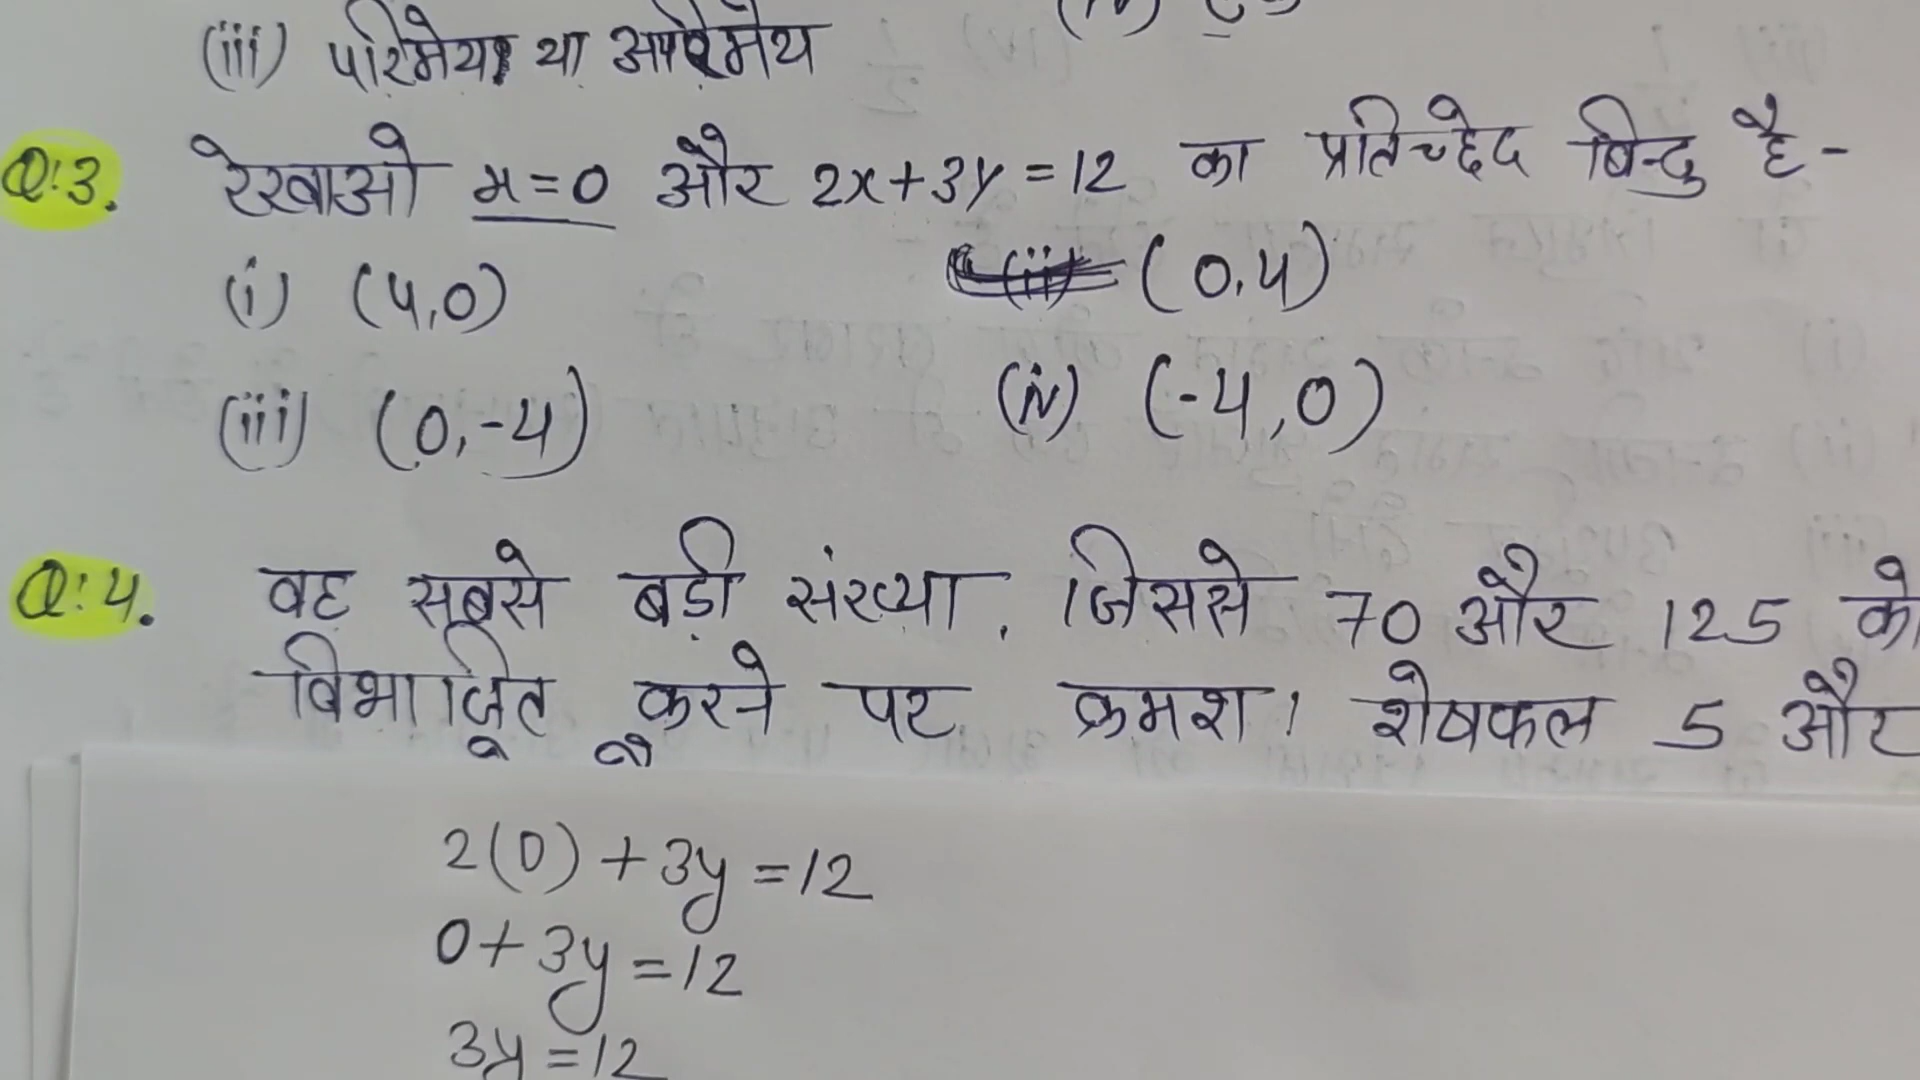 (iii) परिमेय या अपरिमेय
Q:3. रेखाओ x=0 और 2x+3y=12 का प्रतिच्छेद बिन्दु है-
(i) (4,0) (ii) (0,4)
(iii) (0,-4) (iv) (-4,0)
Q:4. वह सबसे बड़ी संख्या, जिससे 70 और 125 को
विभाजित करने पर क्रमश: शेषफल 5 और
2(0)+3y=12
0+3y=12
3y=12